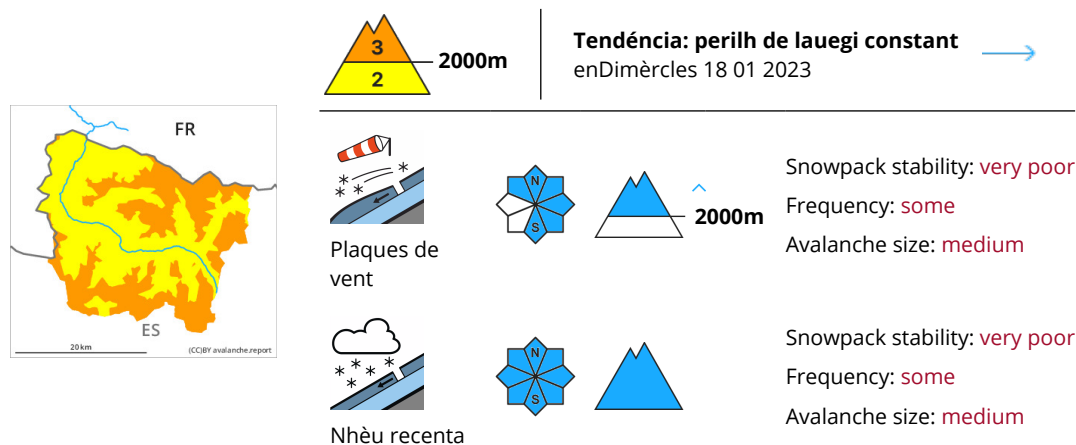 3
2
2000m
Tendéncia: perilh de lauegi constant
enDimèrcles 18 01 2023
FR
ES
20 km
(CC)BY avalanche.report
Plaques de
vent
N
S
2000m
Snowpack stability: very poor
Frequency: some
Avalanche size: medium
Nhèu recenta
N
S
Snowpack stability: very poor
Frequency: some
Avalanche size: medium